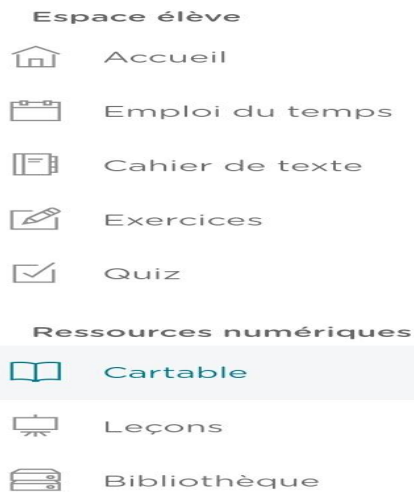 Espace élève
Accueil
Emploi du temps
Cahier de texte
Exercices
Quiz
Ressources numériques
Cartable
Leçons
Bibliothèque